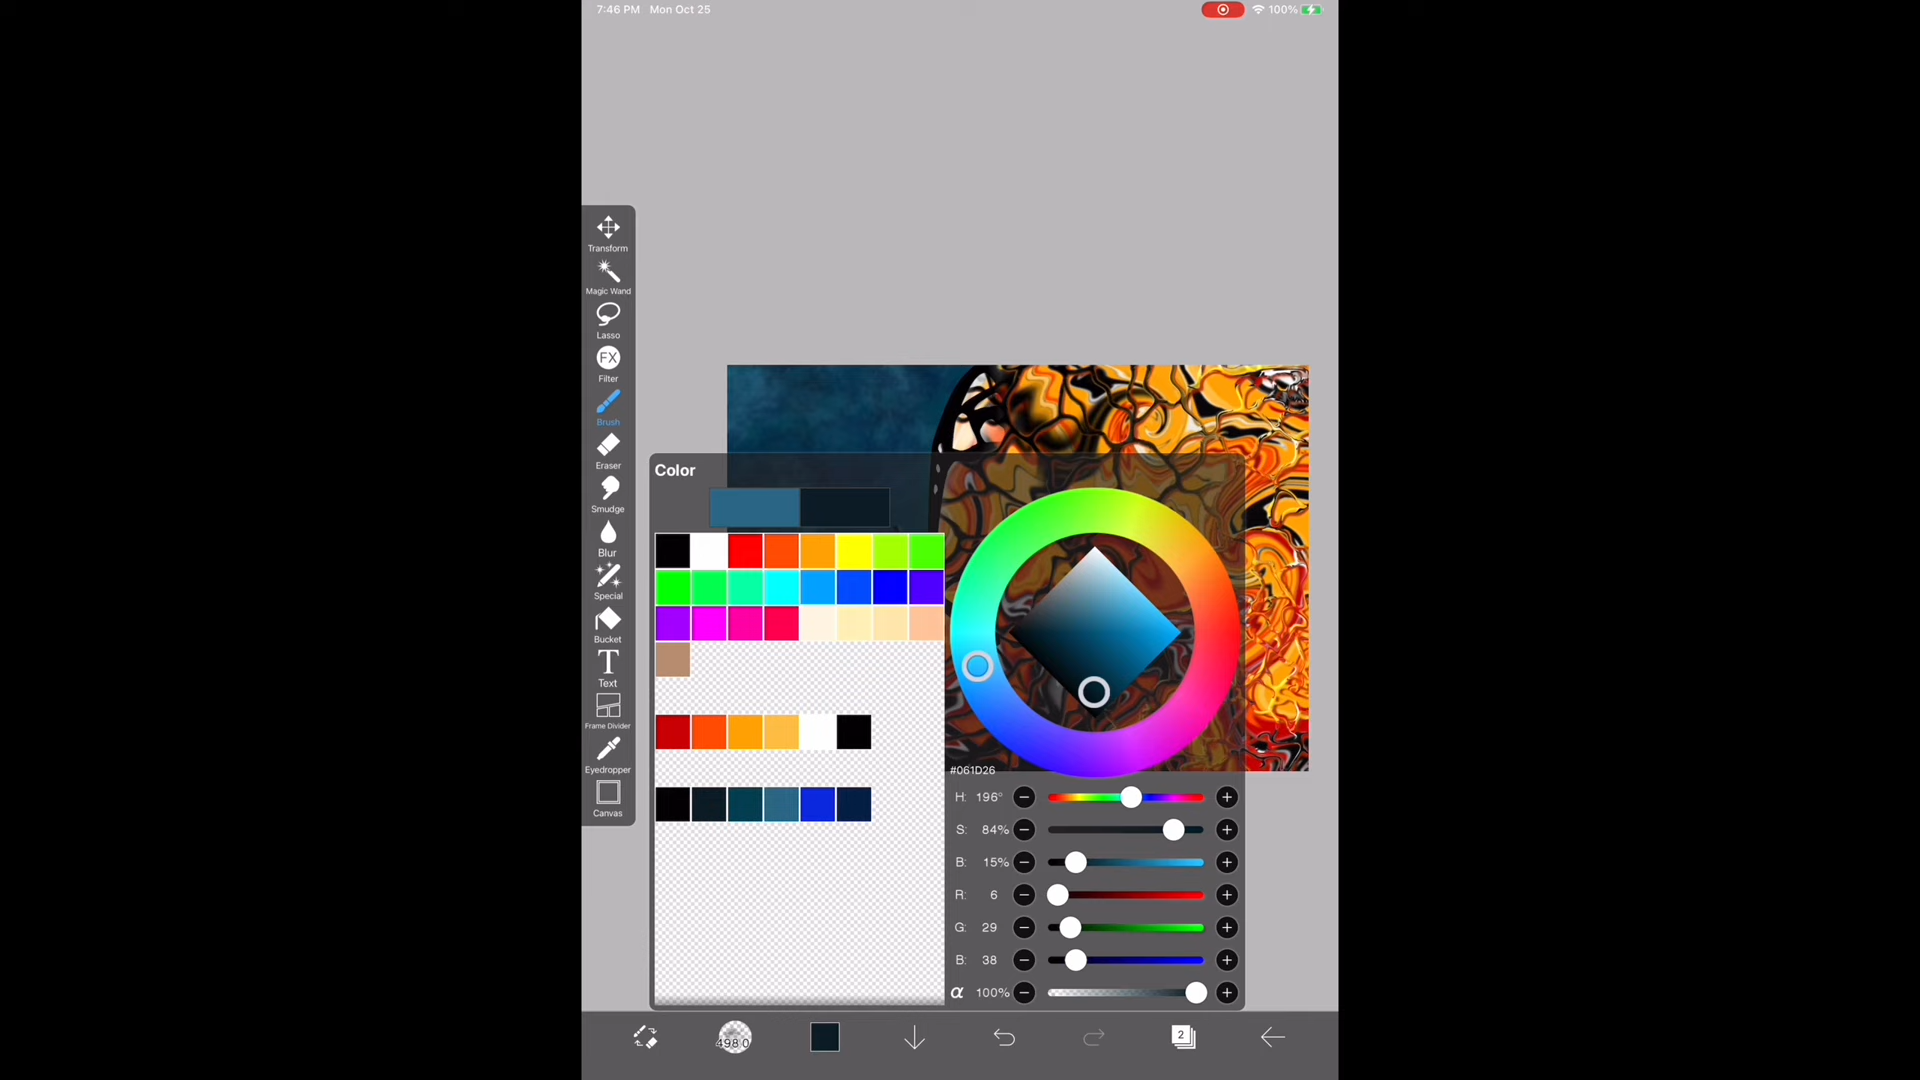 7:46 PM Mon Oct 25
100%
Transform
Magic Wand
Lasso
FX
Filter
Brush
Eraser
Smudge
Blur
Special
Bucket
T
Text
Frame Divider
Eyedropper
Canvas
Color
#061D26
H: 196°
S: 84%
B: 15%
R: 6
G: 29
B: 38
α 100%
498.0
2